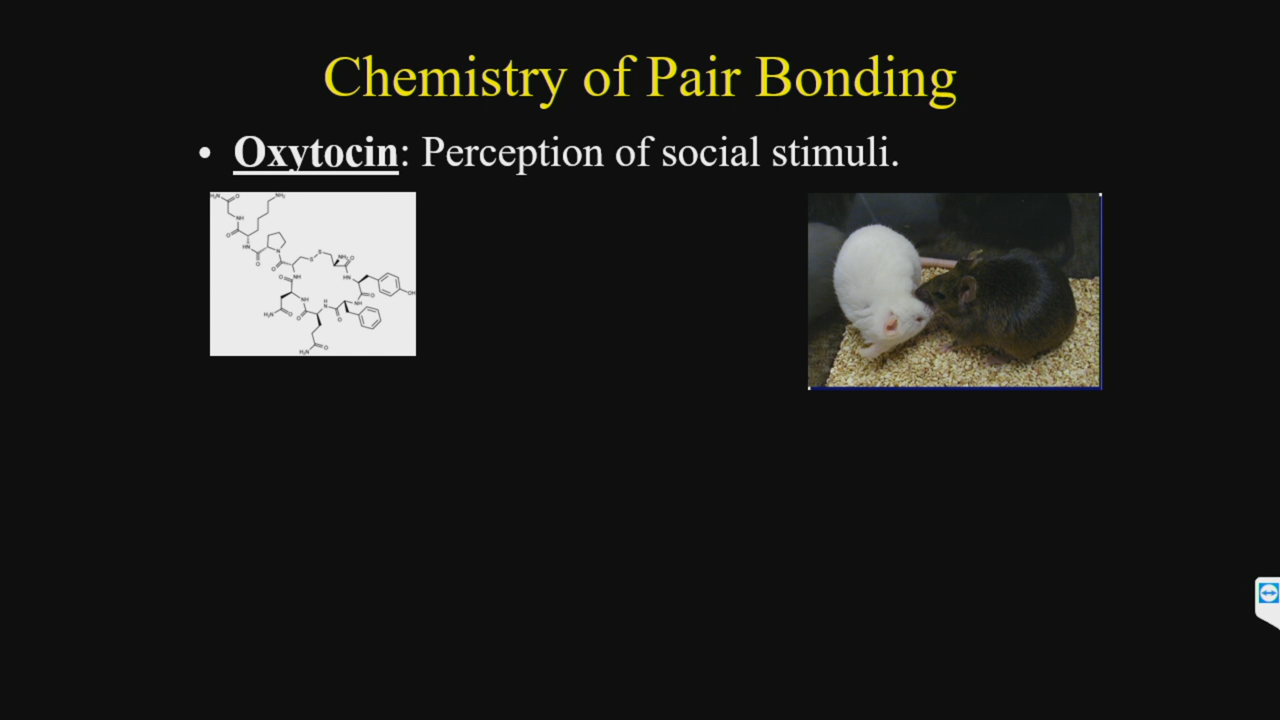 Chemistry of Pair Bonding
• Oxytocin: Perception of social stimuli.